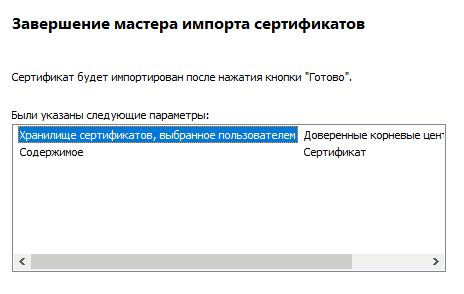 Завершение мастера импорта сертификатов
Сертификат будет импортирован после нажатия кнопки "Готово".
Были указаны следующие параметры:
Хранилище сертификатов, выбранное пользователем Доверенные корневые цент
Содержимое Сертификат